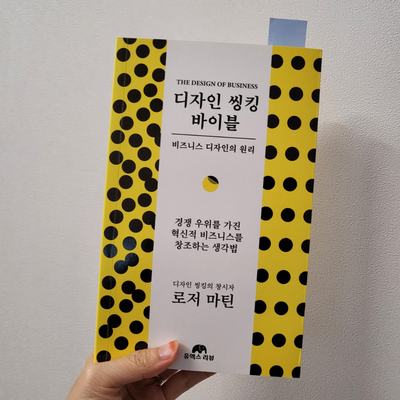 THE DESIGN OF BUSINESS
디자인 씽킹
바이블
비즈니스 디자인의 원리
경쟁 우위를 가진
혁신적 비즈니스를
창조하는 생각법
디자인 씽킹의 창시자
로저 마틴
유엑스 리뷰